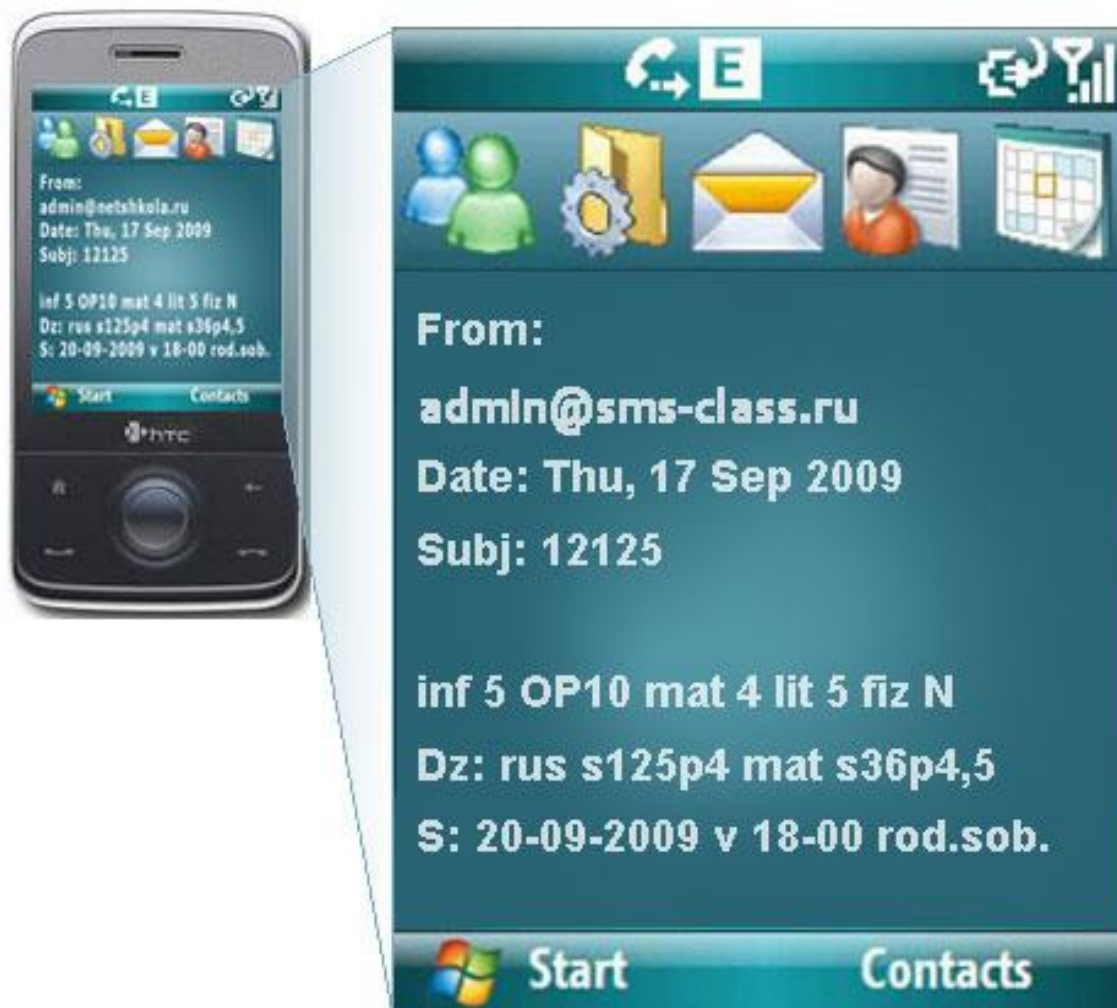 E
From:
admin@netshkola.ru
Date: Thu, 17 Sep 2009
Subj: 12125
inf 5 OP10 mat 4 lit 5 fiz N
Dz: rus s125p4 mat s36p4,5
S: 20-09-2009 v 18-00 rod.sob.
Start Contacts
htc
E
From:
admin@sms-class.ru
Date: Thu, 17 Sep 2009
Subj: 12125
inf 5 OP10 mat 4 lit 5 fiz N
Dz: rus s125p4 mat s36p4,5
S: 20-09-2009 v 18-00 rod.sob.
Start Contacts